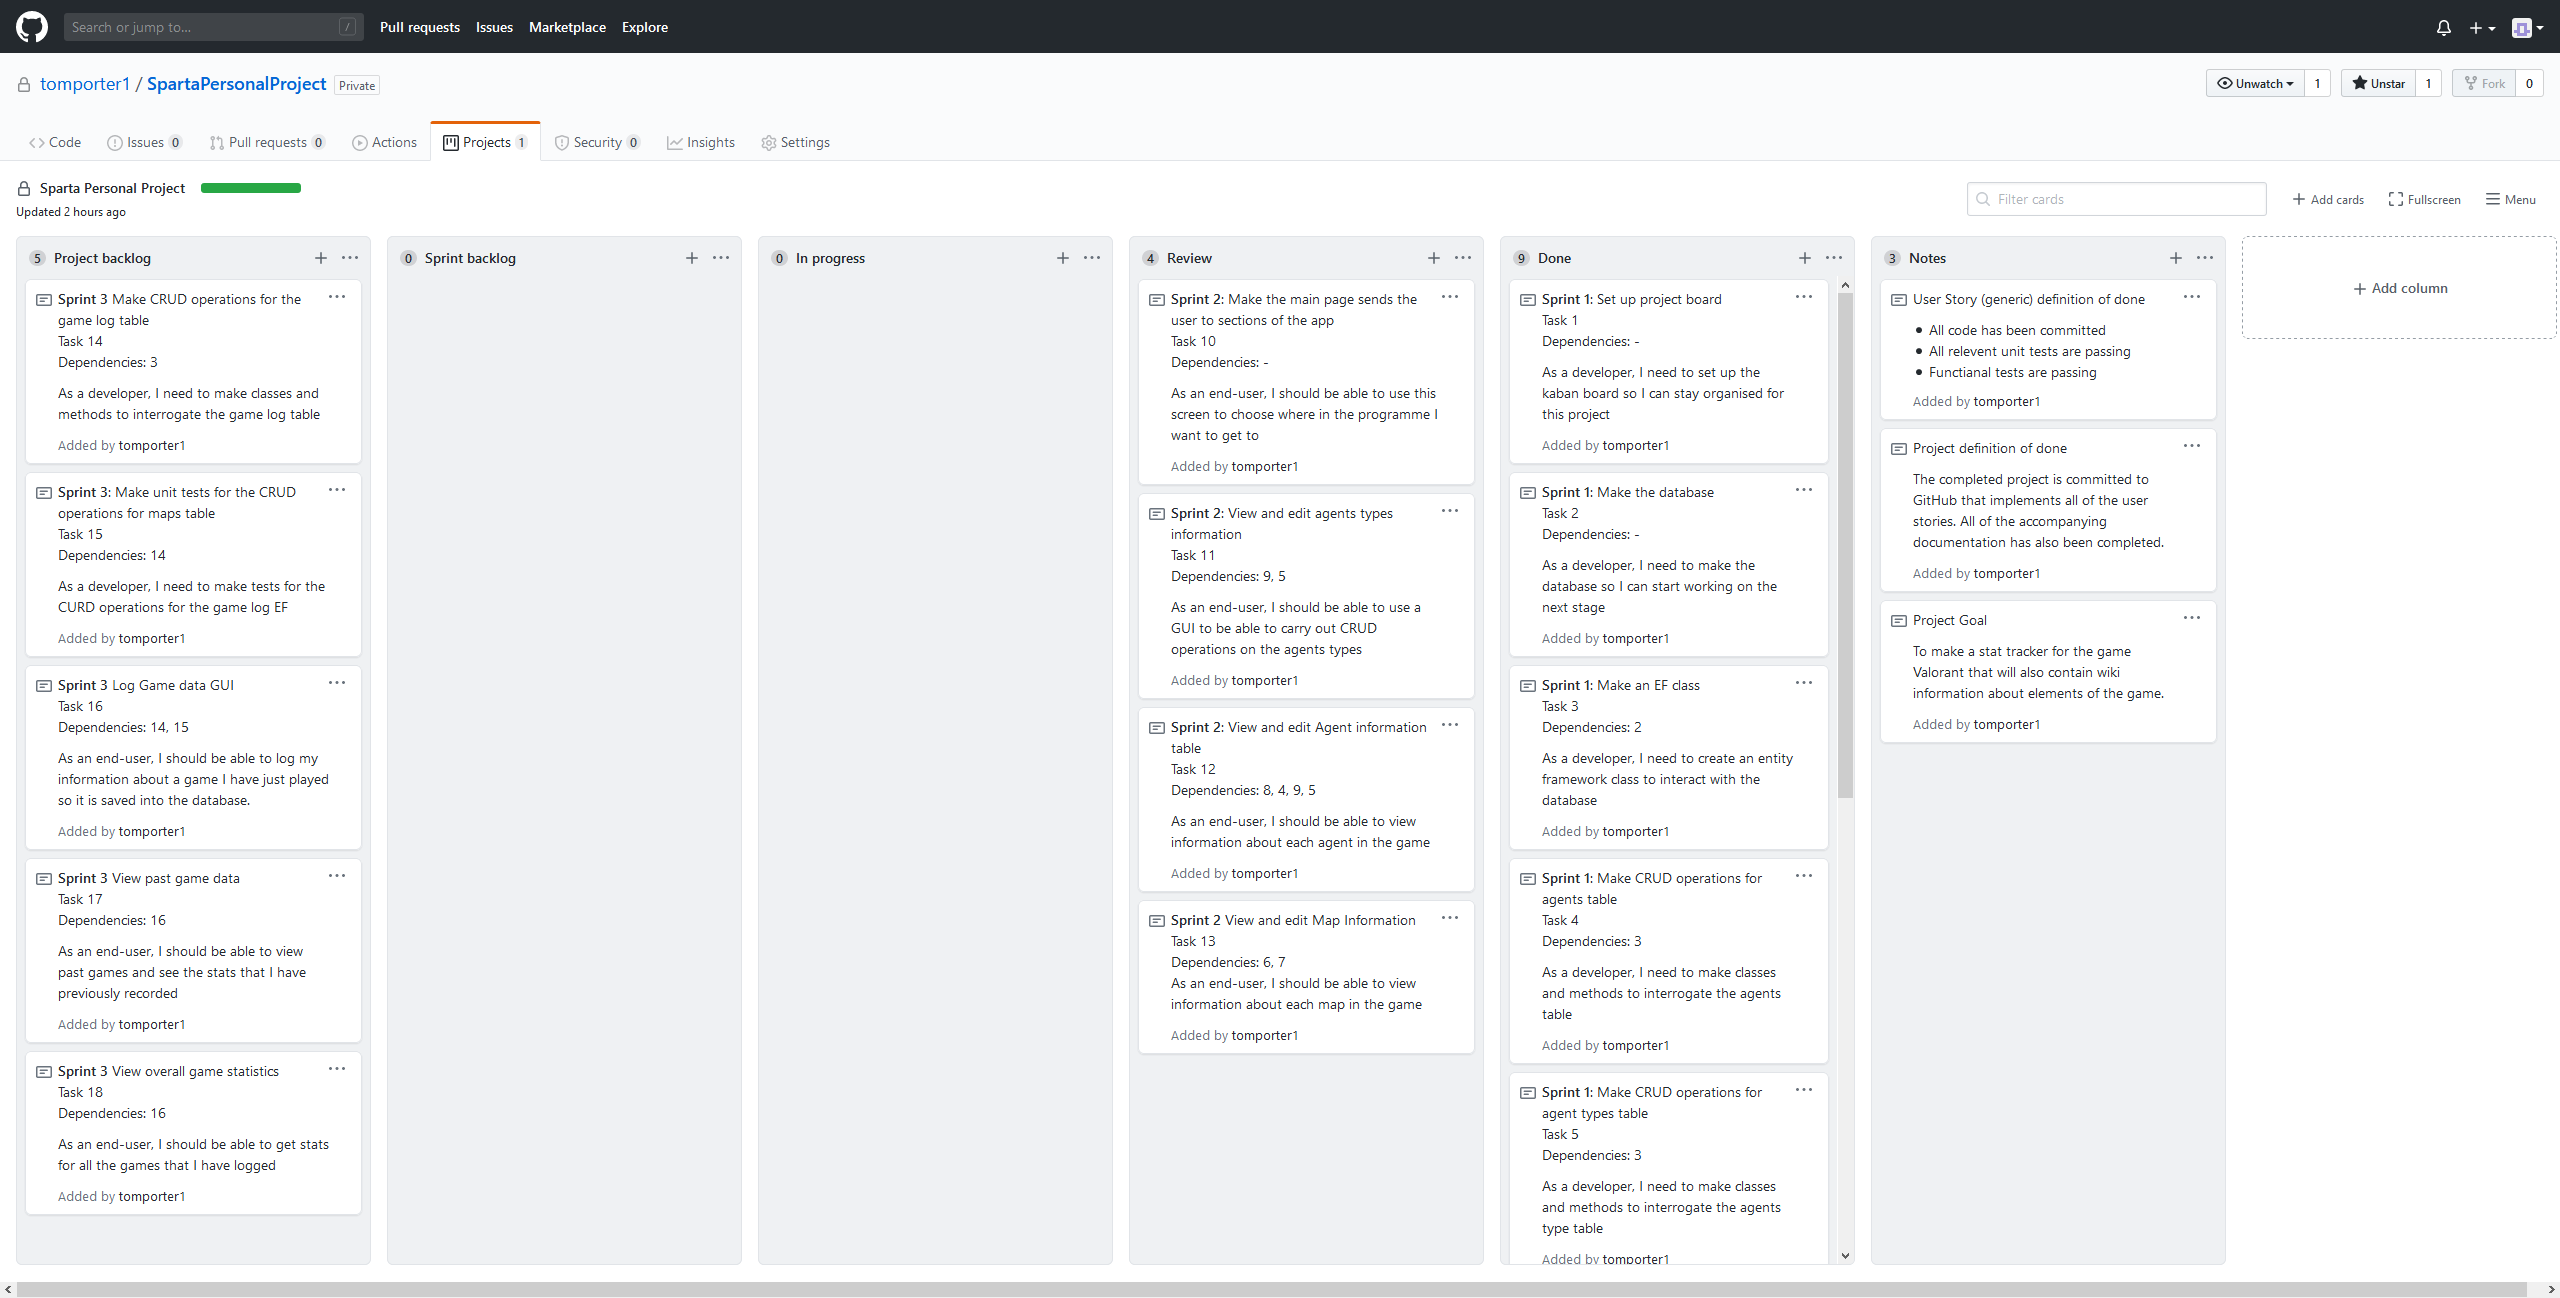 Search or jump to...
/
Pull requests
Issues
Marketplace
Explore
tomporter1 / SpartaPersonalProject Private
Unwatch 1
Unstar 1
Fork 0
Code
Issues 0
Pull requests 0
Actions
Projects 1
Security 0
Insights
Settings
Sparta Personal Project
Updated 2 hours ago
Filter cards
Add cards
Fullscreen
Menu
5 Project backlog
Sprint 3 Make CRUD operations for the
game log table
Task 14
Dependencies: 3
As a developer, I need to make classes and
methods to interrogate the game log table
Added by tomporter1
Sprint 3: Make unit tests for the CRUD
operations for maps table
Task 15
Dependencies: 14
As a developer, I need to make tests for the
CURD operations for the game log EF
Added by tomporter1
Sprint 3 Log Game data GUI
Task 16
Dependencies: 14, 15
As an end-user, I should be able to log my
information about a game I have just played
so it is saved into the database.
Added by tomporter1
Sprint 3 View past game data
Task 17
Dependencies: 16
As an end-user, I should be able to view
past games and see the stats that I have
previously recorded
Added by tomporter1
Sprint 3 View overall game statistics
Task 18
Dependencies: 16
As an end-user, I should be able to get stats
for all the games that I have logged
Added by tomporter1
0 Sprint backlog
0 In progress
4 Review
Sprint 2: Make the main page sends the
user to sections of the app
Task 10
Dependencies: -
As an end-user, I should be able to use this
screen to choose where in the programme I
want to get to
Added by tomporter1
Sprint 2: View and edit agents types
information
Task 11
Dependencies: 9, 5
As an end-user, I should be able to use a
GUI to be able to carry out CRUD
operations on the agents types
Added by tomporter1
Sprint 2: View and edit Agent information
table
Task 12
Dependencies: 8, 4, 9, 5
As an end-user, I should be able to view
information about each agent in the game
Added by tomporter1
Sprint 2 View and edit Map Information
Task 13
Dependencies: 6, 7
As an end-user, I should be able to view
information about each map in the game
Added by tomporter1
9 Done
Sprint 1: Set up project board
Task 1
Dependencies: -
As a developer, I need to set up the
kaban board so I can stay organised for
this project
Added by tomporter1
Sprint 1: Make the database
Task 2
Dependencies: -
As a developer, I need to make the
database so I can start working on the
next stage
Added by tomporter1
Sprint 1: Make an EF class
Task 3
Dependencies: 2
As a developer, I need to create an entity
framework class to interact with the
database
Added by tomporter1
Sprint 1: Make CRUD operations for
agents table
Task 4
Dependencies: 3
As a developer, I need to make classes
and methods to interrogate the agents
table
Added by tomporter1
Sprint 1: Make CRUD operations for
agent types table
Task 5
Dependencies: 3
As a developer, I need to make classes
and methods to interrogate the agents
type table
Added by tomporter1
3 Notes
User Story (generic) definition of done
• All code has been committed
• All relevent unit tests are passing
• Functianal tests are passing
Added by tomporter1
Project definition of done
The completed project is committed to
GitHub that implements all of the user
stories. All of the accompanying
documentation has also been completed.
Added by tomporter1
Project Goal
To make a stat tracker for the game
Valorant that will also contain wiki
information about elements of the game.
Added by tomporter1
Add column